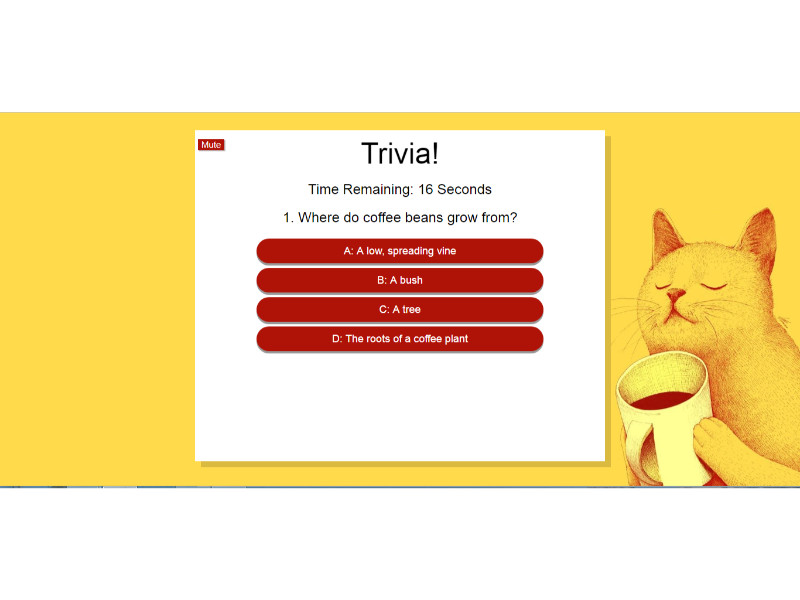 Mute
Trivia!
Time Remaining: 16 Seconds
1. Where do coffee beans grow from?
A: A low, spreading vine
B: A bush
C: A tree
D: The roots of a coffee plant